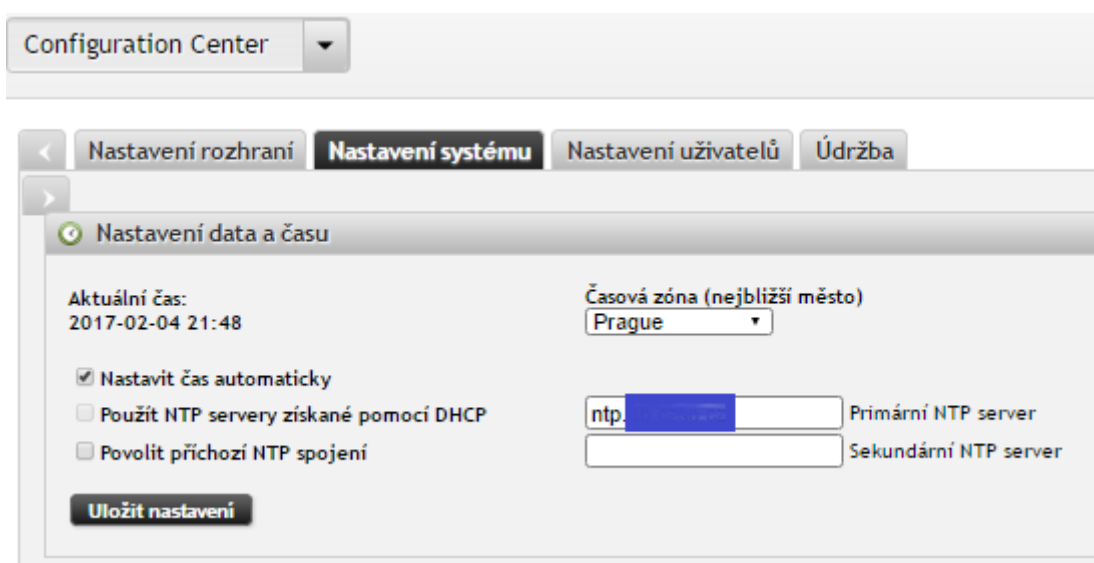 Configuration Center
Nastavení rozhraní Nastavení systému Nastavení uživatelů Údržba
Nastavení data a času
Aktuální čas:
2017-02-04 21:48
Časová zóna (nejbližší město)
Prague
Nastavit čas automaticky
Použít NTP servery získané pomocí DHCP
ntp.
Primární NTP server
Povolit příchozí NTP spojení
Sekundární NTP server
Uložit nastavení